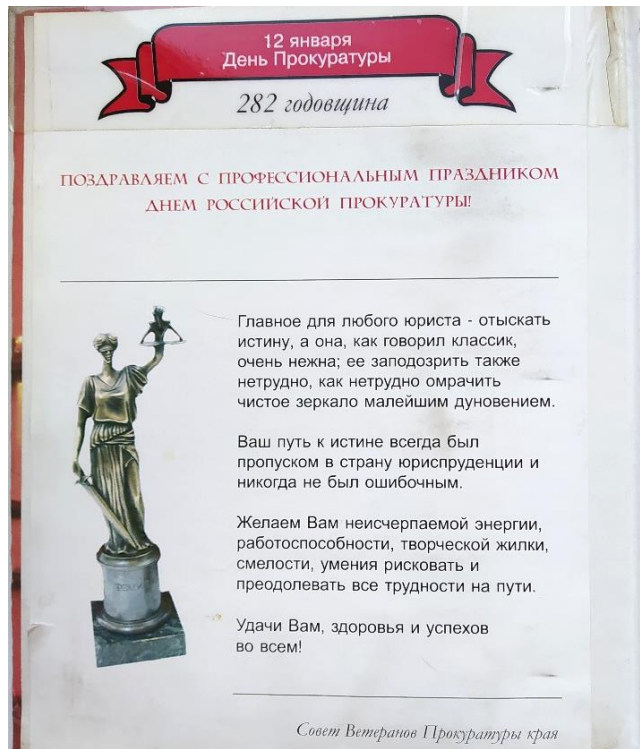 12 января
День Прокуратуры
282 годовщина
ПОЗДРАВЛЯЕМ С ПРОФЕССИОНАЛЬНЫМ ПРАЗДНИКОМ
ДНЕМ РОССИЙСКОЙ ПРОКУРАТУРЫ!
Главное для любого юриста - отыскать
истину, а она, как говорил классик,
очень нежна; ее заподозрить также
нетрудно, как нетрудно омрачить
чистое зеркало малейшим дуновением.
Ваш путь к истине всегда был
пропуском в страну юриспруденции и
никогда не был ошибочным.
Желаем Вам неисчерпаемой энергии,
работоспособности, творческой жилки,
смелости, умения рисковать и
преодолевать все трудности на пути.
Удачи Вам, здоровья и успехов
во всем!
Совет Ветеранов Прокуратуры края